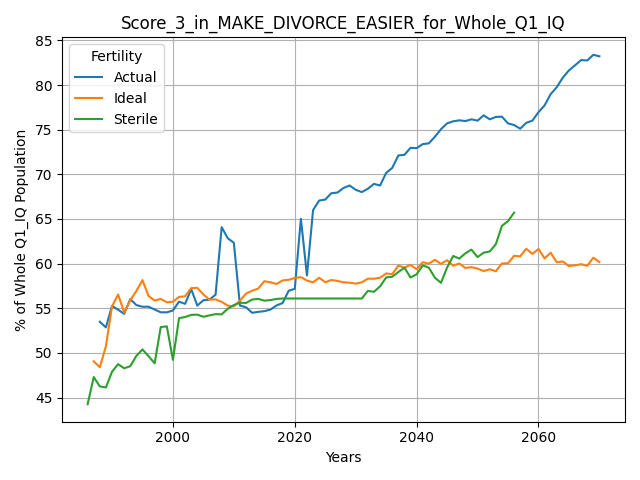 Score_3_in_MAKE_DIVORCE_EASIER_for_Whole_Q1_IQ
Fertility
Actual
Ideal
Sterile
% of Whole Q1_IQ Population
85
80
75
70
65
60
55
50
45
2000
2020
2040
2060
Years